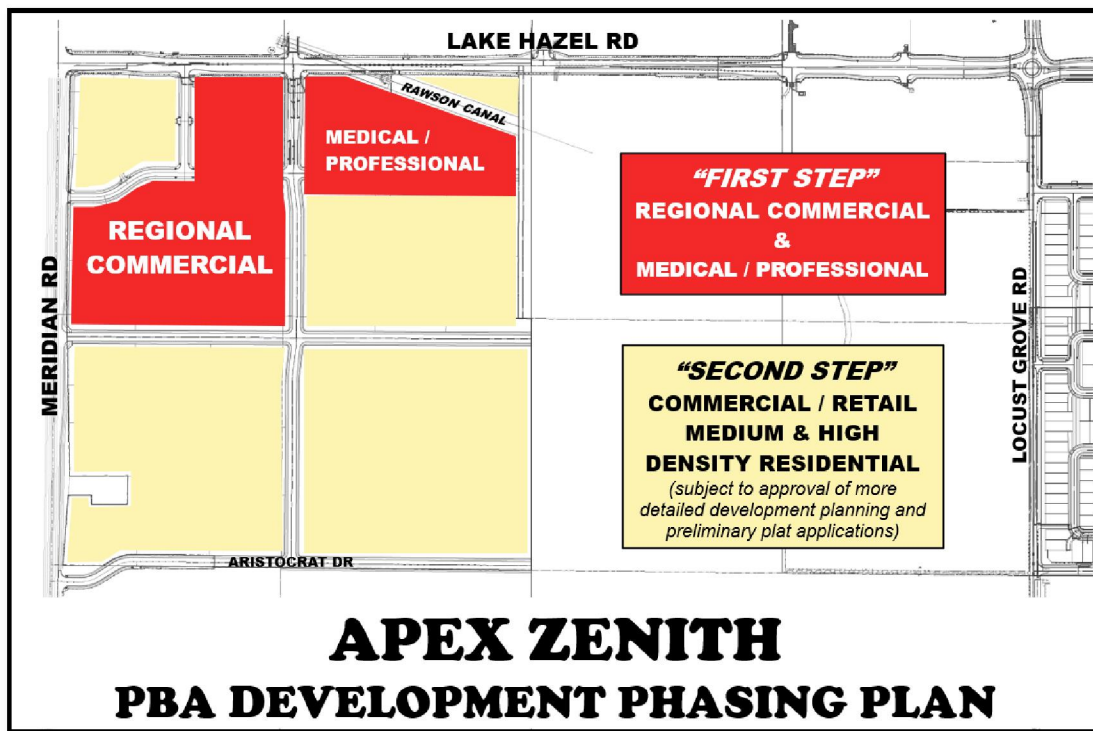 LAKE HAZEL RD
RAWSON CANAL
MEDICAL /
PROFESSIONAL
REGIONAL
COMMERCIAL
MERIDIAN RD
"FIRST STEP"
REGIONAL COMMERCIAL
&
MEDICAL / PROFESSIONAL
LOCUST GROVE RD
"SECOND STEP"
COMMERCIAL / RETAIL
MEDIUM & HIGH
DENSITY RESIDENTIAL
(subject to approval of more
detailed development planning and
preliminary plat applications)
ARISTOCRAT DR
APEX ZENITH
PBA DEVELOPMENT PHASING PLAN